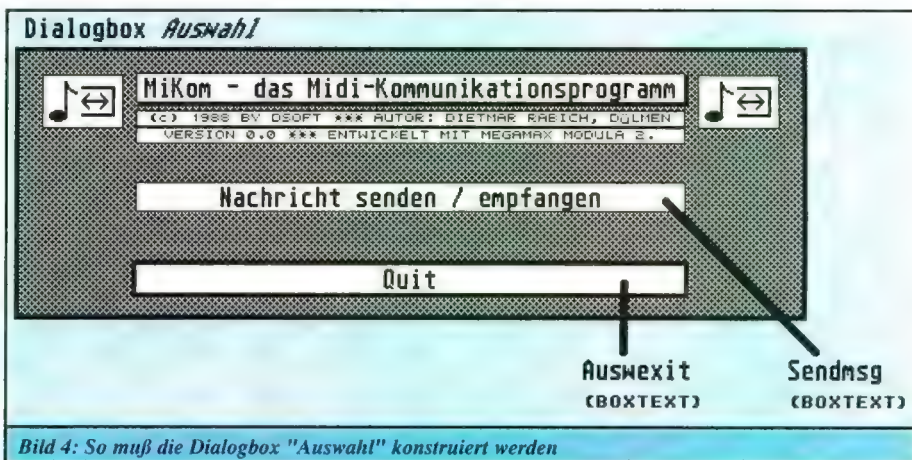 Dialogbox Auswahl
MiKom - das Midi-Kommunikationsprogramm
(c) 1988 BY DSOFT *** AUTOR: DIETMAR RABICH, DÜLMEN
VERSION 0.0 *** ENTWICKELT MIT MEGAMAX MODULA 2.
Nachricht senden / empfangen
Quit
Auswexit Sendmsg
(BOXTEXT) (BOXTEXT)
Bild 4: So muß die Dialogbox "Auswahl" konstruiert werden